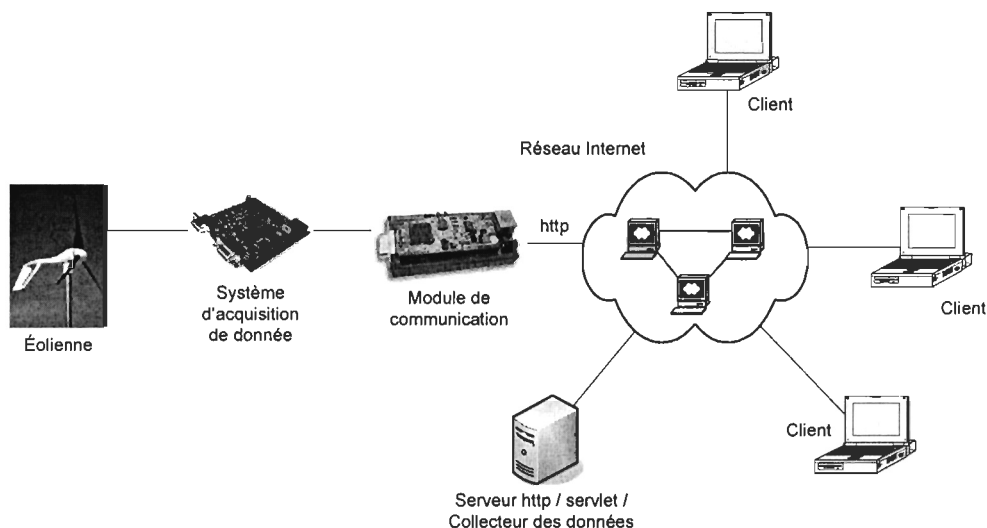 Client
Réseau Internet
http
Client
Système
d'acquisition
de donnée
Module de
communication
Éolienne
Client
Serveur http / servlet /
Collecteur des données